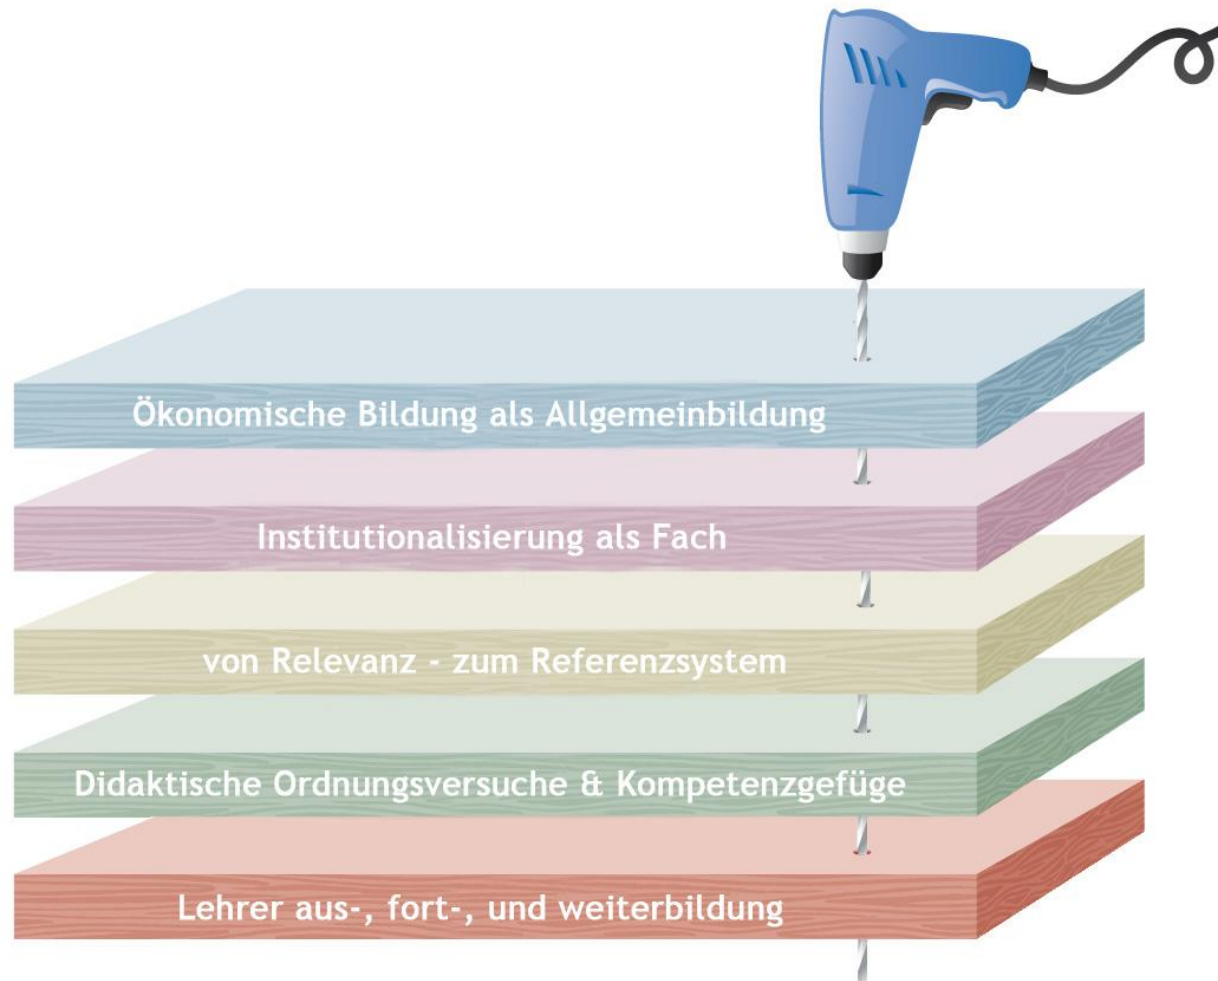 Ökonomische Bildung als Allgemeinbildung
Institutionalisierung als Fach
von Relevanz - zum Referenzsystem
Didaktische Ordnungsversuche & Kompetenzgefüge
Lehrer aus-, fort-, und weiterbildung